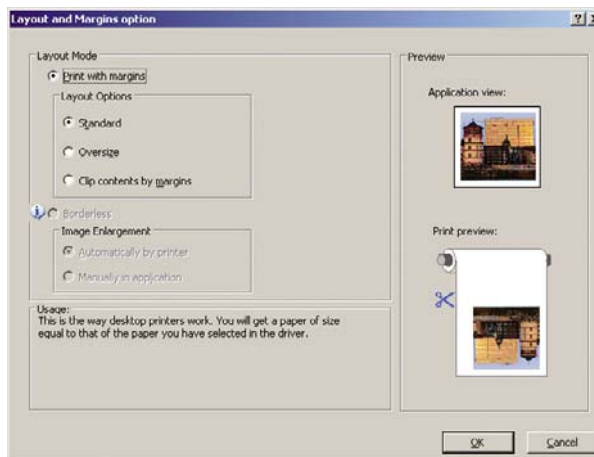 Layout and Margins option
Layout Mode
Print with margins
Layout Options
Standard
Oversize
Clip contents by margins
Borderless
Image Enlargement
Automatically by printer
Manually in application
Usage:
This is the way desktop printers work. You will get a paper of size
equal to that of the paper you have selected in the driver.
Preview
Application view:
Print preview:
OK
Cancel